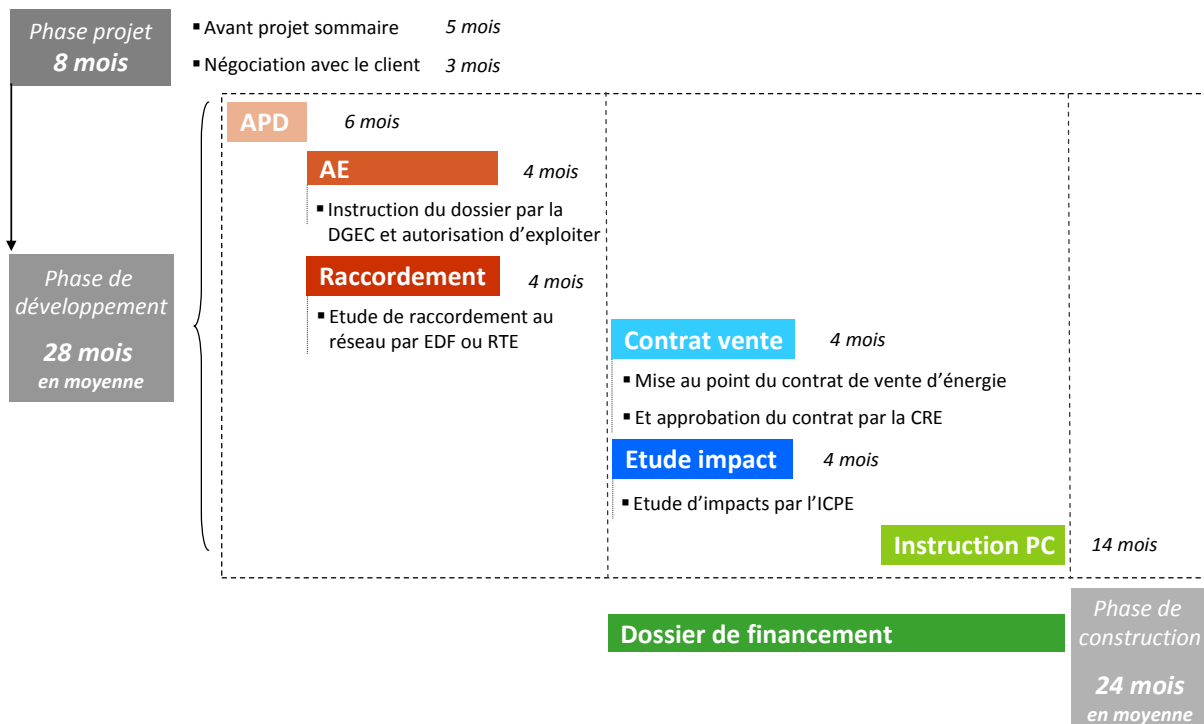 Phase projet
8 mois
▪ Avant projet sommaire 5 mois
▪ Négociation avec le client 3 mois
APD 6 mois
AE 4 mois
▪ Instruction du dossier par la
DGEC et autorisation d’exploiter
Raccordement 4 mois
▪ Etude de raccordement au
réseau par EDF ou RTE
Phase de
développement
28 mois
en moyenne
Contrat vente 4 mois
▪ Mise au point du contrat de vente d’énergie
▪ Et approbation du contrat par la CRE
Etude impact 4 mois
▪ Etude d’impacts par l’ICPE
Instruction PC 14 mois
Dossier de financement
Phase de
construction
24 mois
en moyenne